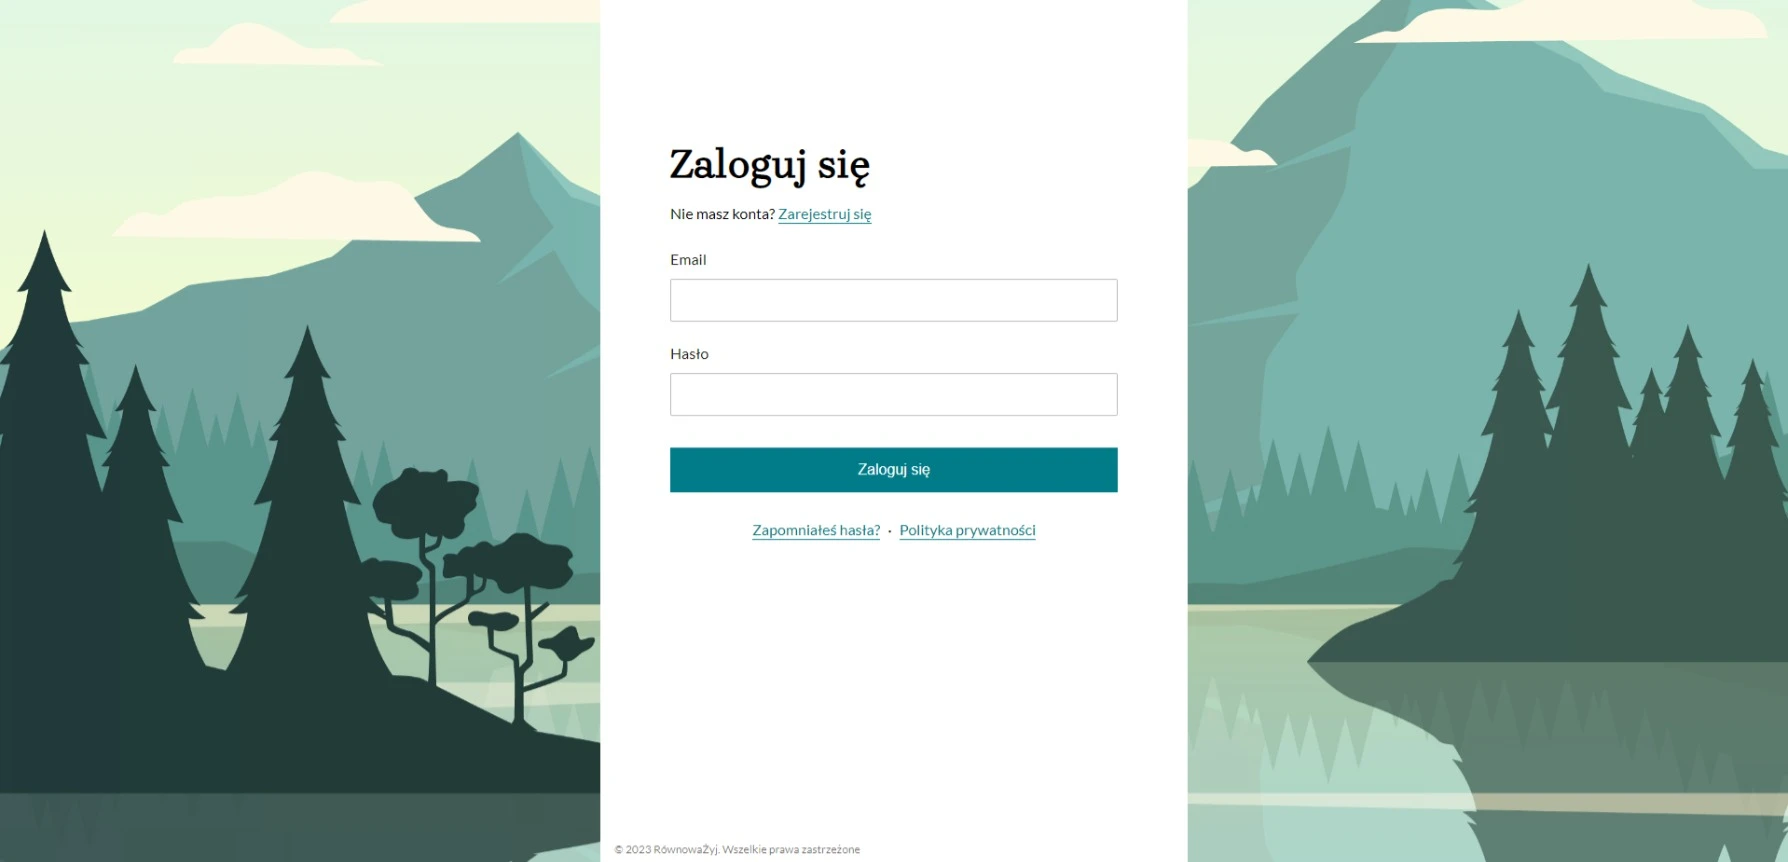 Zaloguj się
Nie masz konta? Zarejestruj się
Email
Hasło
Zaloguj się
Zapomniałeś hasła? · Polityka prywatności
© 2023 RównowaŻyj. Wszelkie prawa zastrzeżone